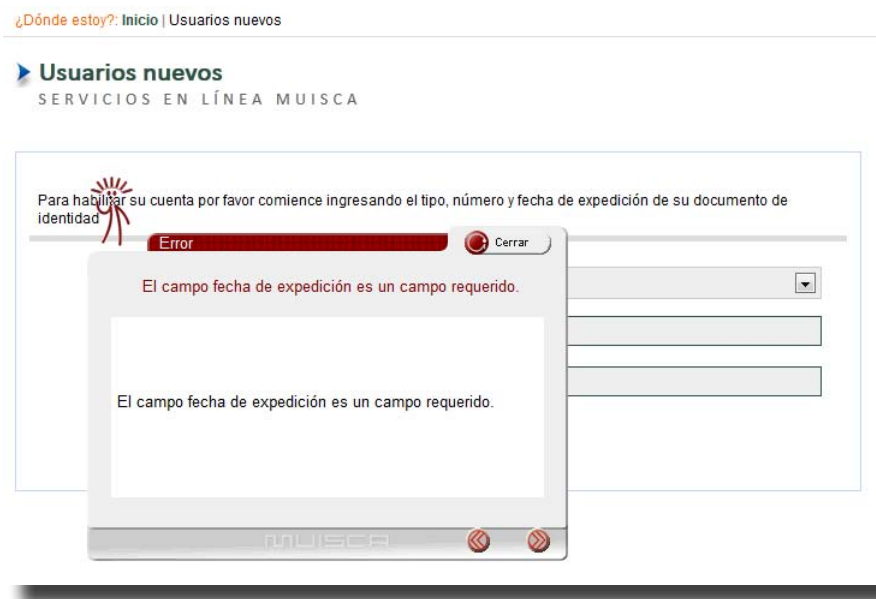 ¿Dónde estoy?: Inicio | Usuarios nuevos
Usuarios nuevos
SERVICIOS EN LÍNEA MUISCA
Para habilitar su cuenta por favor comience ingresando el tipo, número y fecha de expedición de su documento de
identidad
Error
Cerrar
El campo fecha de expedición es un campo requerido.
El campo fecha de expedición es un campo requerido.
MUISCA